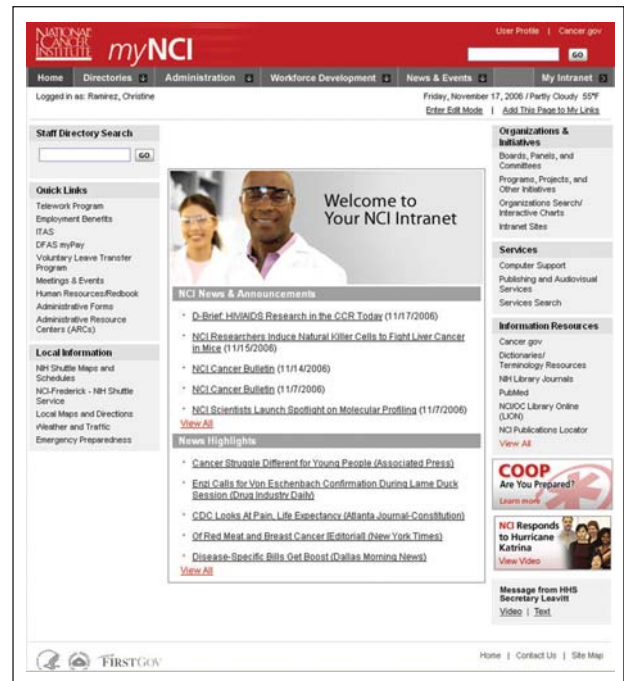 NATIONAL
CANCER
INSTITUTE
myNCI
User Profile | Cancer.gov
GO
Home
Directories
Administration
Workforce Development
News & Events
My Intranet
Logged in as: Ramirez, Christine
Friday, November 17, 2006 / Partly Cloudy 55°F
Enter Edit Mode | Add This Page to My Links
Staff Directory Search
GO
Quick Links
Telework Program
Employment Benefits
ITAS
DFAS myPay
Voluntary Leave Transfer
Program
Meetings & Events
Human Resources/Redbook
Administrative Forms
Administrative Resource
Centers (ARCs)
Local Information
NIH Shuttle Maps and
Schedules
NCI-Frederick - NIH Shuttle
Service
Local Maps and Directions
Weather and Traffic
Emergency Preparedness
Welcome to
Your NCI Intranet
NCI News & Announcements
D-Brief: HIV/AIDS Research in the CCR Today (11/17/2006)
NCI Researchers Induce Natural Killer Cells to Fight Liver Cancer
in Mice (11/15/2006)
NCI Cancer Bulletin (11/14/2006)
NCI Cancer Bulletin (11/7/2006)
NCI Scientists Launch Spotlight on Molecular Profiling (11/7/2006)
View All
News Highlights
Cancer Struggle Different for Young People (Associated Press)
Enzi Calls for Von Eschenbach Confirmation During Lame Duck
Session (Drug Industry Daily)
CDC Looks At Pain, Life Expectancy (Atlanta Journal-Constitution)
Of Red Meat and Breast Cancer [Editorial] (New York Times)
Disease-Specific Bills Get Boost (Dallas Morning News)
View All
Organizations &
Initiatives
Boards, Panels, and
Committees
Programs, Projects, and
Other Initiatives
Organizations Search/
Interactive Charts
Intranet Sites
Services
Computer Support
Publishing and Audiovisual
Services
Services Search
Information Resources
Cancer.gov
Dictionaries/
Terminology Resources
NIH Library Journals
PubMed
NCI/OC Library Online
(LION)
NCI Publications Locator
View All
COOP
Are You Prepared?
Learn more
NCI Responds
to Hurricane
Katrina
View Video
Message from HHS
Secretary Leavitt
Video | Text
FIRSTGOV
Home | Contact Us | Site Map